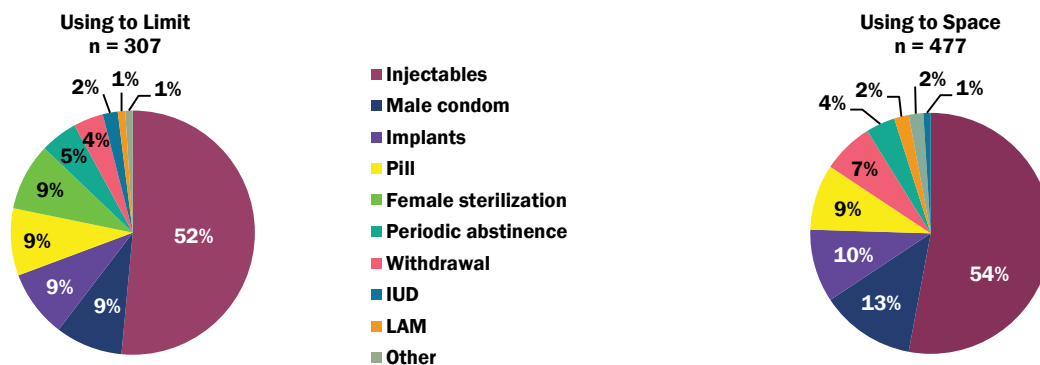 Using to Limit
n = 307
2%
1%
1%
4%
5%
9%
9%
9%
9%
52%
Injectables
Male condom
Implants
Pill
Female sterilization
Periodic abstinence
Withdrawal
IUD
LAM
Other
Using to Space
n = 477
2%
1%
2%
4%
7%
9%
10%
13%
54%